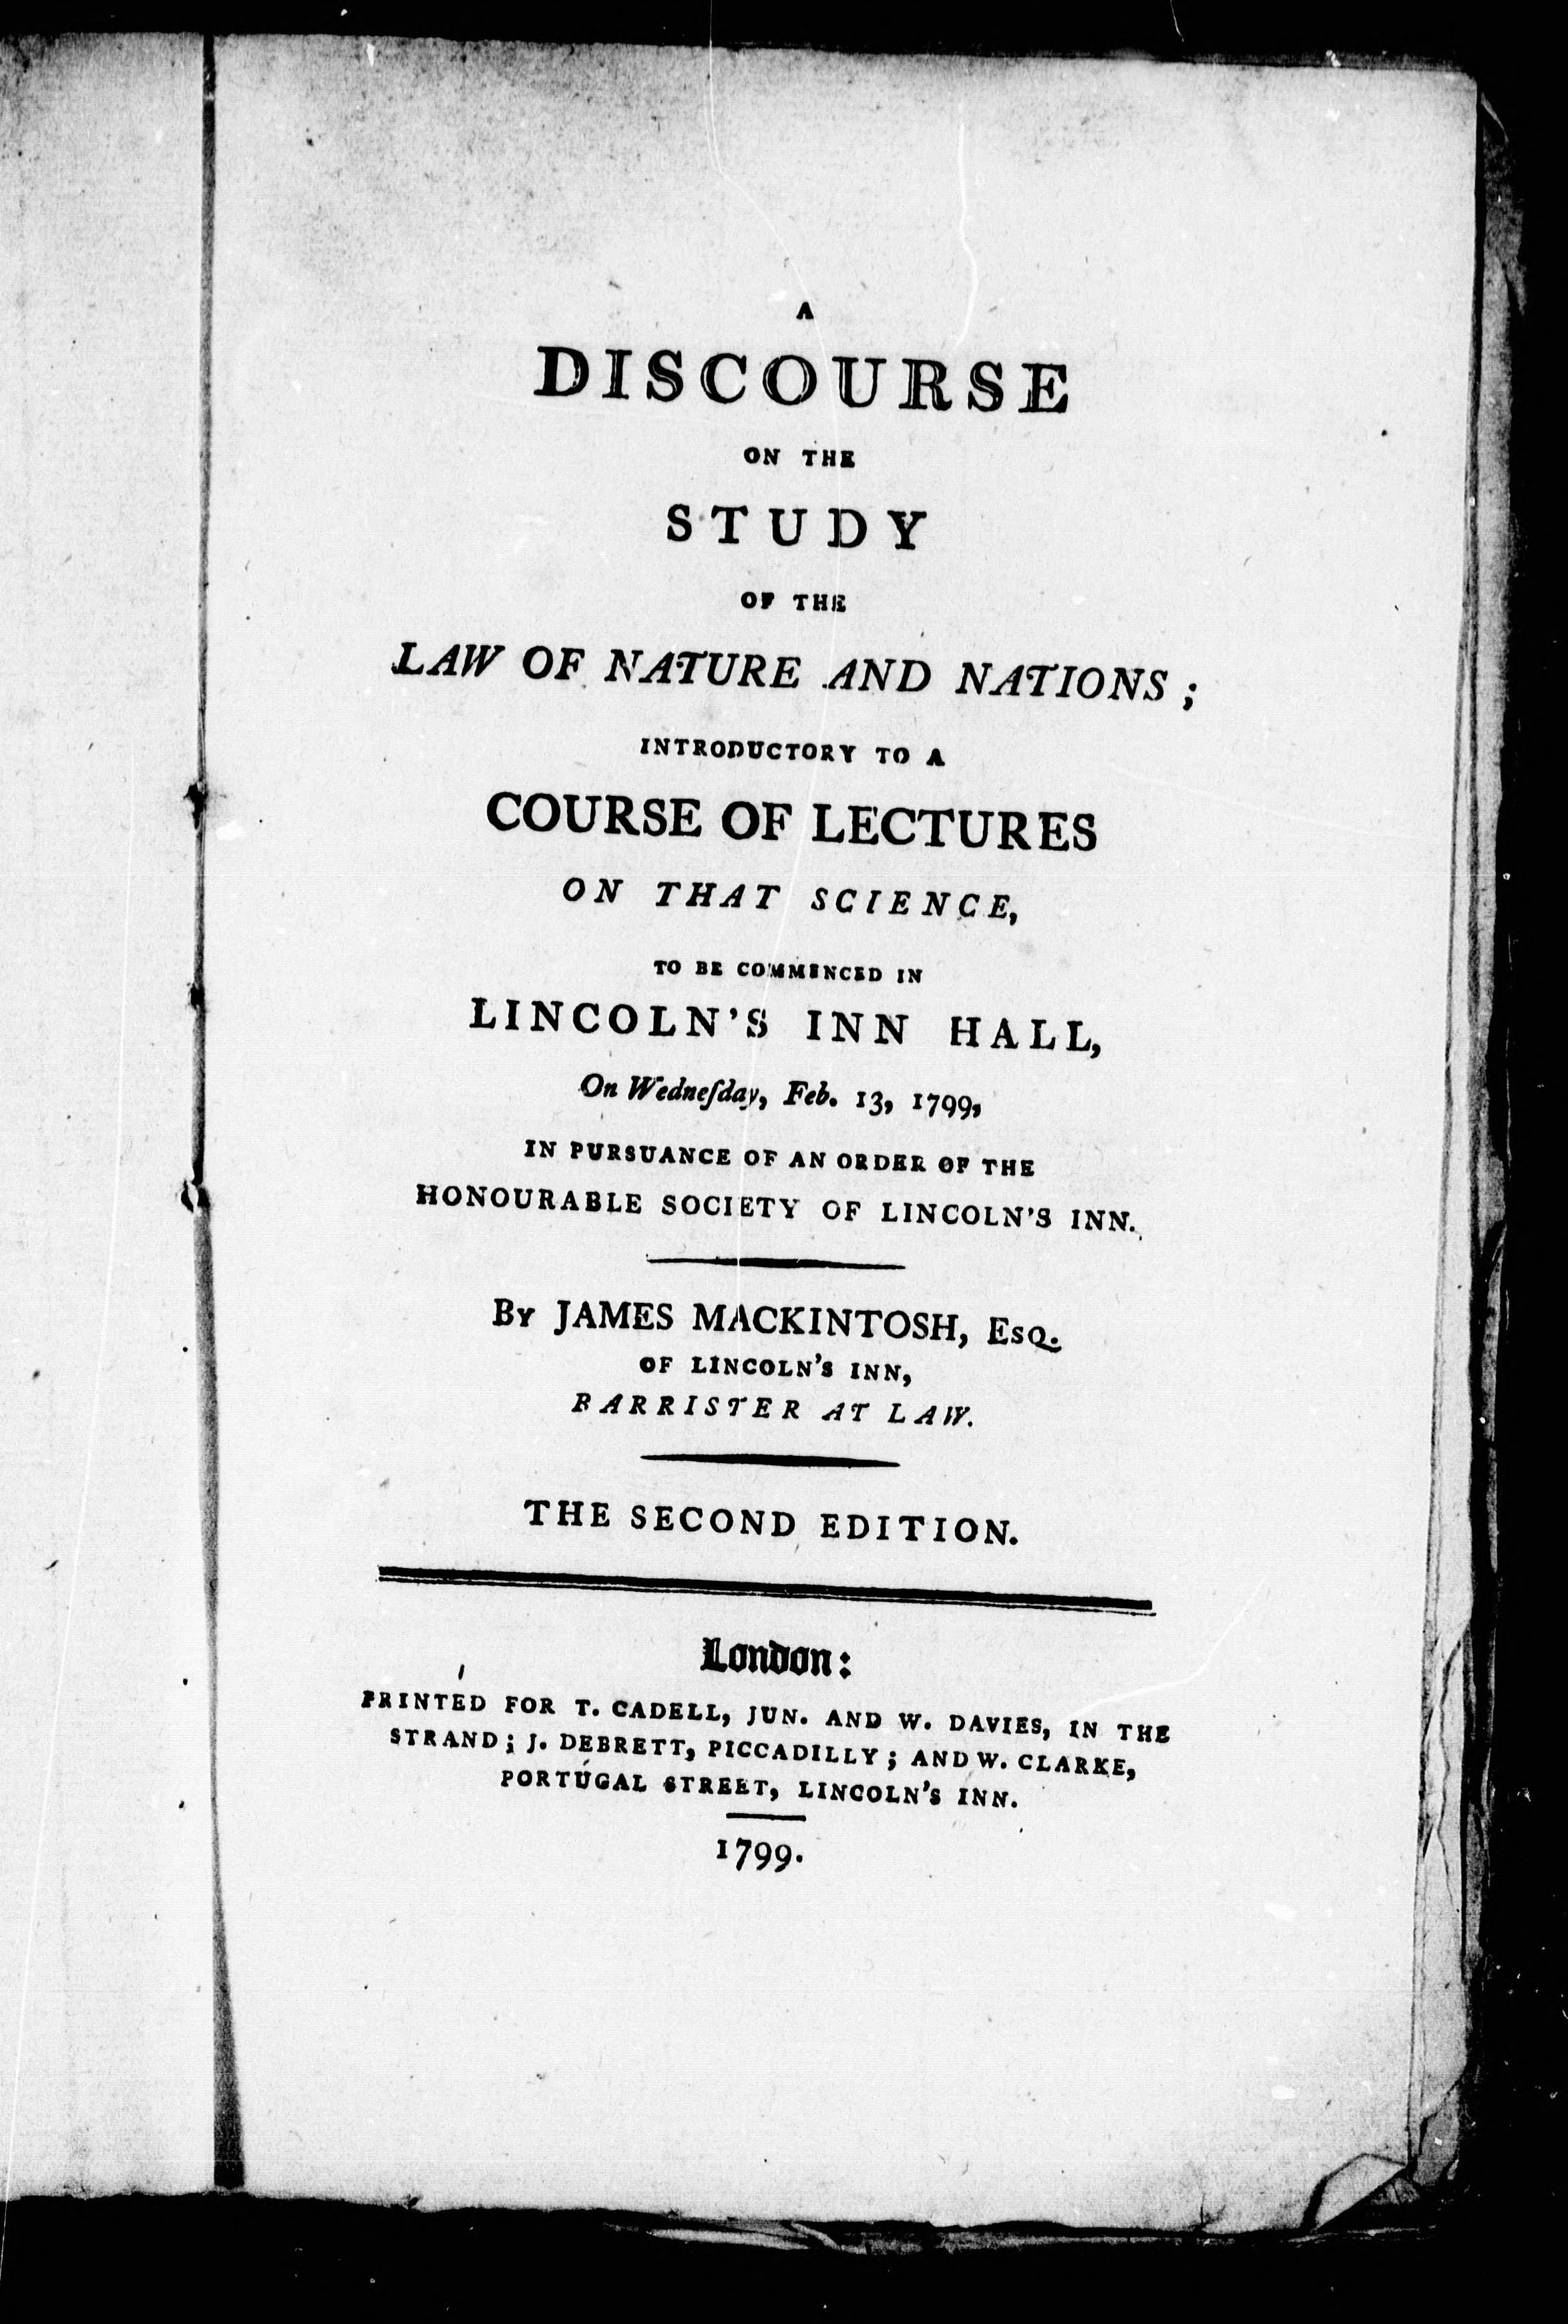 A
DISCOURSE
ON THE
STUDY
OF THE
LAW OF NATURE AND NATIONS;
INTRODUCTORY TO A
COURSE OF LECTURES
ON THAT SCIENCE,
TO BE COMMENCED IN
LINCOLN'S INN HALL,
On Wedneſday, Feb. 13, 1799,
IN PURSUANCE OF AN ORDER OF THE
HONOURABLE SOCIETY OF LINCOLN'S INN.
By JAMES MACKINTOSH, Esq.
OF LINCOLN'S INN,
BARRISTER AT LAW.
THE SECOND EDITION.
London:
PRINTED FOR T. CADELL, JUN. AND W. DAVIES, IN THE
STRAND; J. DEBRETT, PICCADILLY; AND W. CLARKE,
PORTUGAL STREET, LINCOLN'S INN.
1799.